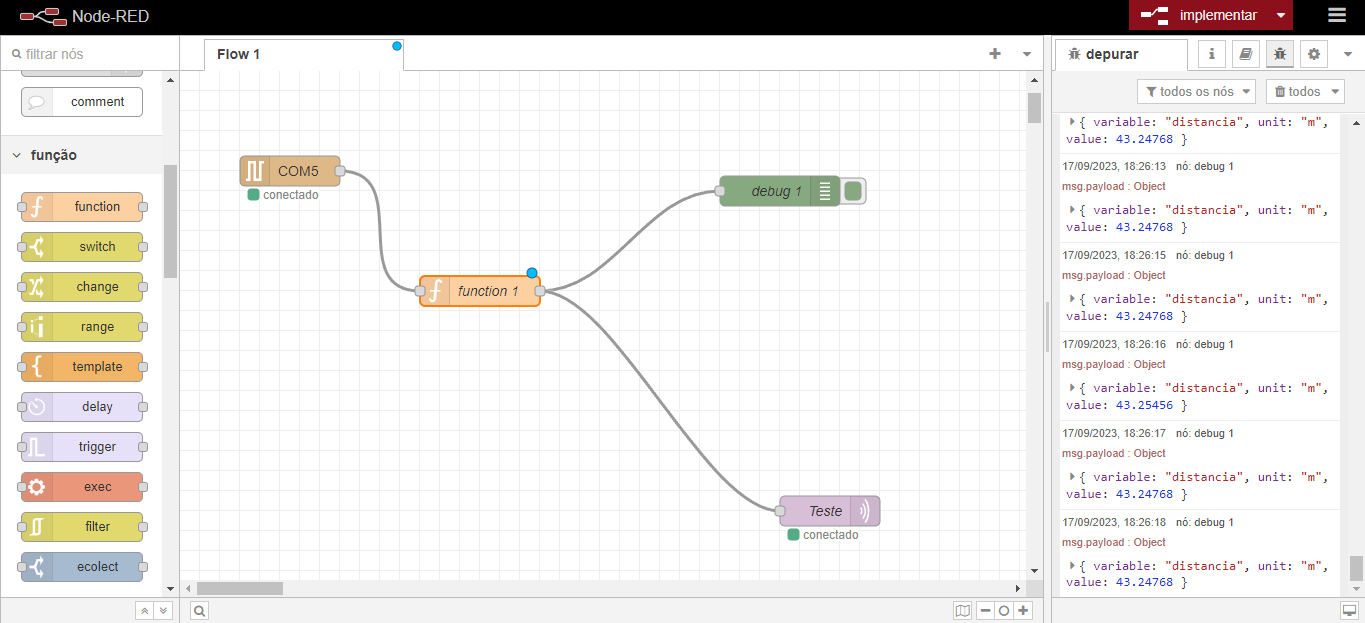 Node-RED
implementar
filtrar nós
Flow 1
depurar
todos os nós
todos
comment
função
function
switch
change
range
template
delay
trigger
exec
filter
ecolect
COM5
conectado
function 1
debug 1
Teste
conectado
{ variable: "distancia", unit: "m",
value: 43.24768 }
17/09/2023, 18:26:13 nó: debug 1
msg.payload : Object
{ variable: "distancia", unit: "m",
value: 43.24768 }
17/09/2023, 18:26:15 nó: debug 1
msg.payload : Object
{ variable: "distancia", unit: "m",
value: 43.24768 }
17/09/2023, 18:26:16 nó: debug 1
msg.payload : Object
{ variable: "distancia", unit: "m",
value: 43.25456 }
17/09/2023, 18:26:17 nó: debug 1
msg.payload : Object
{ variable: "distancia", unit: "m",
value: 43.24768 }
17/09/2023, 18:26:18 nó: debug 1
msg.payload : Object
{ variable: "distancia", unit: "m",
value: 43.24768 }